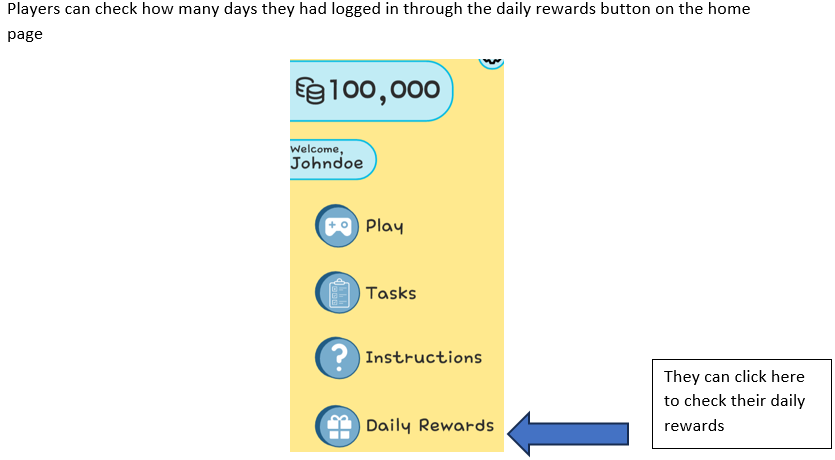 Players can check how many days they had logged in through the daily rewards button on the home
page
100,000
Welcome,
Johndoe
Play
Tasks
Instructions
Daily Rewards
They can click here
to check their daily
rewards